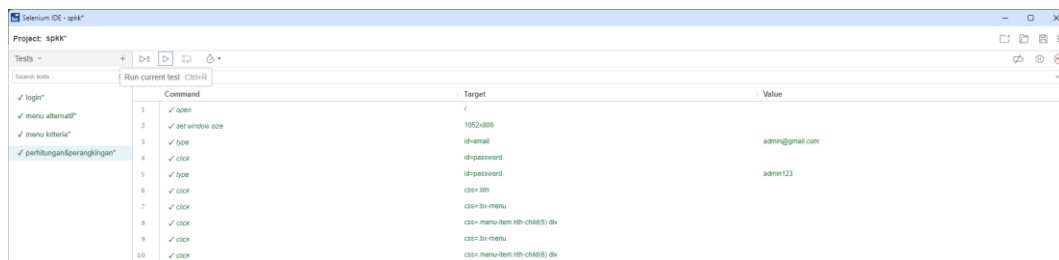 Selenium IDE - spkk*
Project: spkk*
Tests
Search tests...
Run current test Ctrl+R
Command Target Value
✓ login*
✓ menu alternatif*
✓ menu kriteria*
✓ perhitungan&perangkingan*
1 ✓ open /
2 ✓ set window size 1052x800
3 ✓ type id=email admin@gmail.com
4 ✓ click id=password
5 ✓ type id=password admin123
6 ✓ click css=.btn
7 ✓ click css=.bx-menu
8 ✓ click css=.menu-item:nth-child(5) div
9 ✓ click css=.bx-menu
10 ✓ click css=.menu-item:nth-child(6) div